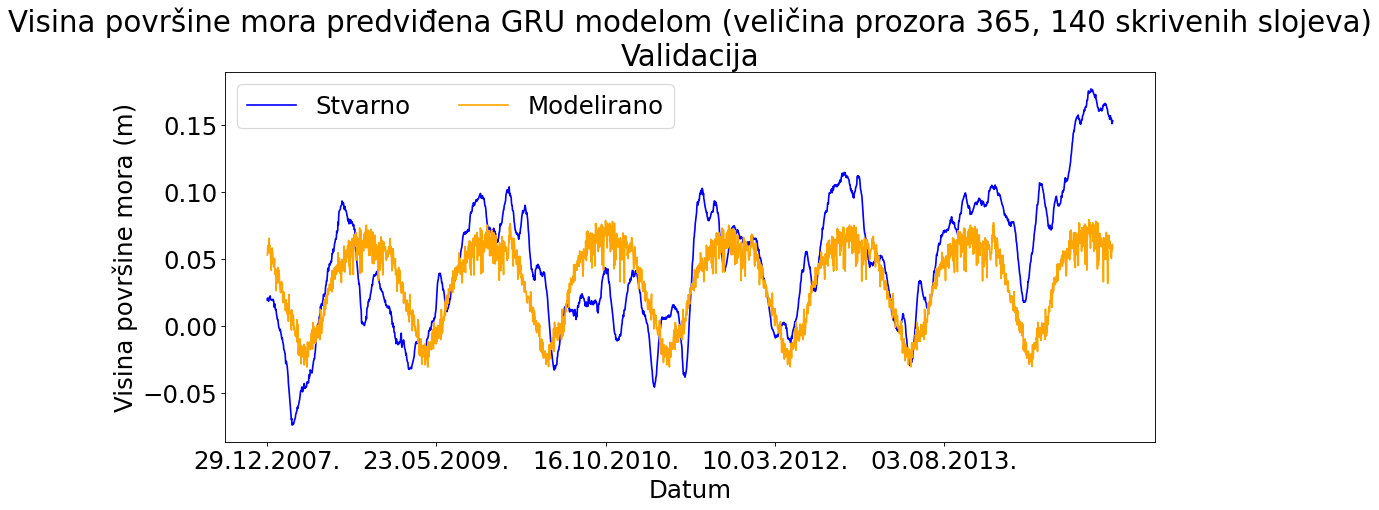 Visina površine mora predviđena GRU modelom (veličina prozora 365, 140 skrivenih slojeva)
Validacija
Stvarno
Modelirano
Visina površine mora (m)
0.15
0.10
0.05
0.00
−0.05
29.12.2007.
23.05.2009.
16.10.2010.
10.03.2012.
03.08.2013.
Datum